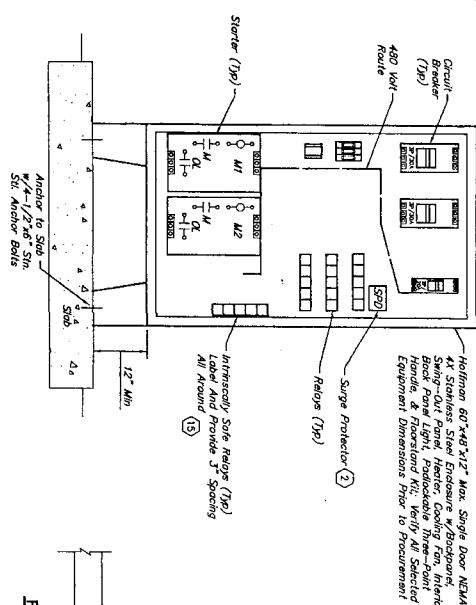 Hoffman 60"x48"x12" Max. Single Door NEMA
4X Stainless Steel Enclosure w/Backpanel,
Swing-Out Panel, Heater, Cooling Fan, Interior
Back Panel Light, Padlockable Three-Point
Handle, & Floorstand Kit; Verify All Selected
Equipment Dimensions Prior to Procurement
Circuit
Breaker
(Typ)
480 Volt
Route
Starter (Typ)
SPD
Surge Protector 2
Relays (Typ)
M1
M
OL
M2
M
OL
Intrinsically Safe Relays (Typ)
Label And Provide 3" Spacing
All Around
15
12" Min
Slab
Anchor to Slab
w/4-1/2"x6" Stn.
Stl. Anchor Bolts